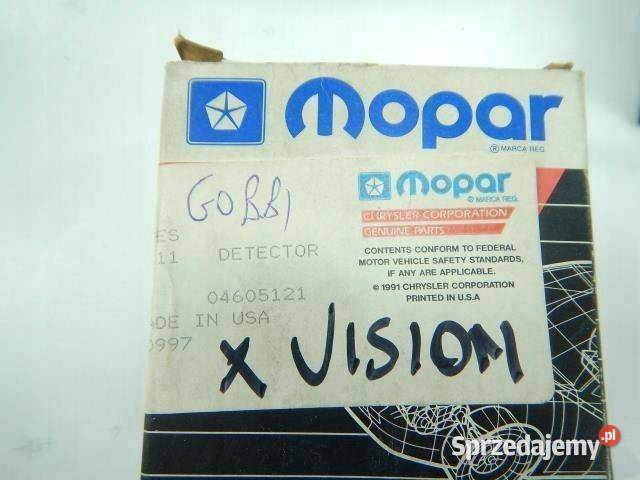 Mopar
® MARCA REG.
GOBBI
Mopar
® MARCA REG.
CHRYSLER CORPORATION
GENUINE PARTS
ES
11 DETECTOR
CONTENTS CONFORM TO FEDERAL
MOTOR VEHICLE SAFETY STANDARDS,
IF ANY ARE APPLICABLE.
© 1991 CHRYSLER CORPORATION
PRINTED IN U.S.A
04605121
ADE IN USA
0997
X VISION
Sprzedajemy.pl